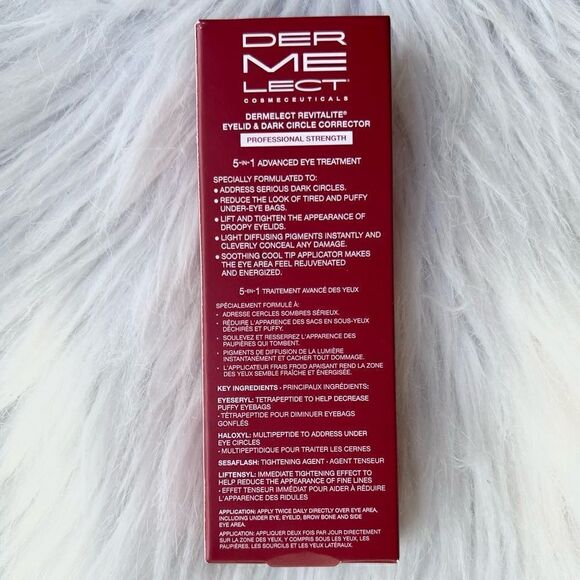 DER
ME
LECT®
COSMECEUTICALS
DERMELECT REVITALITE®
EYELID & DARK CIRCLE CORRECTOR
PROFESSIONAL STRENGTH
5-IN-1 ADVANCED EYE TREATMENT
SPECIALLY FORMULATED TO:
● ADDRESS SERIOUS DARK CIRCLES.
● REDUCE THE LOOK OF TIRED AND PUFFY
UNDER-EYE BAGS.
● LIFT AND TIGHTEN THE APPEARANCE OF
DROOPY EYELIDS.
● LIGHT DIFFUSING PIGMENTS INSTANTLY AND
CLEVERLY CONCEAL ANY DAMAGE.
● SOOTHING COOL TIP APPLICATOR MAKES
THE EYE AREA FEEL REJUVENATED
AND ENERGIZED.
5-EN-1 TRAITEMENT AVANCÉ DES YEUX
SPÉCIALEMENT FORMULÉ À:
• ADRESSE CERCLES SOMBRES SÉRIEUX.
• RÉDUIRE L'APPARENCE DES SACS EN SOUS-YEUX
DÉCHIRÉS ET PUFFY.
• SOULEVEZ ET RESSERREZ L'APPARENCE DES
PAUPIÈRES QUI TOMBENT.
• PIGMENTS DE DIFFUSION DE LA LUMIÈRE
INSTANTANÉMENT ET CACHER TOUT DOMMAGE.
• L'APPLICATEUR FRAIS FROID APAISANT REND LA ZONE
DES YEUX SEMBLE FRAÎCHE ET ÉNERGISÉE.
KEY INGREDIENTS • PRINCIPAUX INGRÉDIENTS:
EYESERYL: TETRAPEPTIDE TO HELP DECREASE
PUFFY EYEBAGS
• TÉTRAPEPTIDE POUR DIMINUER EYEBAGS
GONFLÉS
HALOXYL: MULTIPEPTIDE TO ADDRESS UNDER
EYE CIRCLES
• MULTIPEPTIDIQUE POUR TRAITER LES CERNES
SESAFLASH: TIGHTENING AGENT • AGENT TENSEUR
LIFTENSYL: IMMEDIATE TIGHTENING EFFECT TO
HELP REDUCE THE APPEARANCE OF FINE LINES
• EFFET TENSEUR IMMÉDIAT POUR AIDER À RÉDUIRE
L'APPARENCE DES RIDULES
APPLICATION: APPLY TWICE DAILY DIRECTLY OVER EYE AREA,
INCLUDING UNDER EYE, EYELID, BROW BONE AND SIDE
EYE AREA.
APPLICATION: APPLIQUER DEUX FOIS PAR JOUR DIRECTEMENT
SUR LA ZONE DES YEUX, Y COMPRIS SOUS LES YEUX, LES
PAUPIÈRES, LES SOURCILS ET LES YEUX LATÉRAUX.